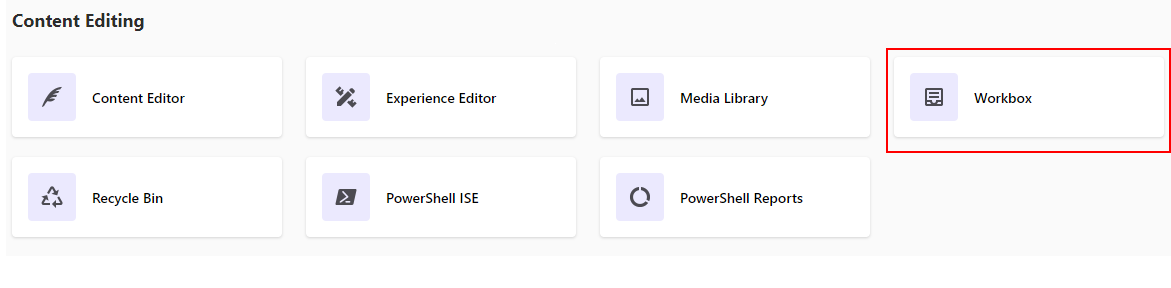 Content Editing
Content Editor
Experience Editor
Media Library
Workbox
Recycle Bin
PowerShell ISE
PowerShell Reports